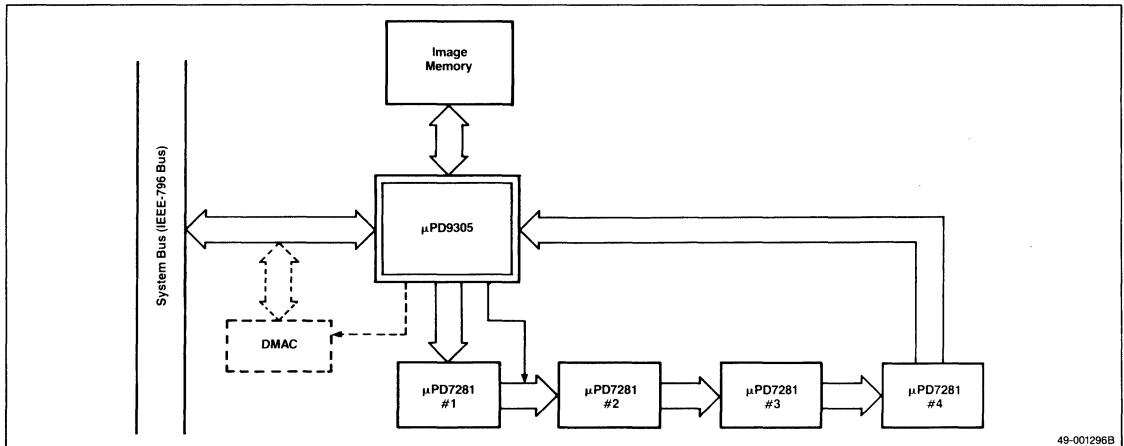 Image
Memory
System Bus (IEEE-796 Bus)
μPD9305
DMAC
μPD7281
#1
μPD7281
#2
μPD7281
#3
μPD7281
#4
49-001296B